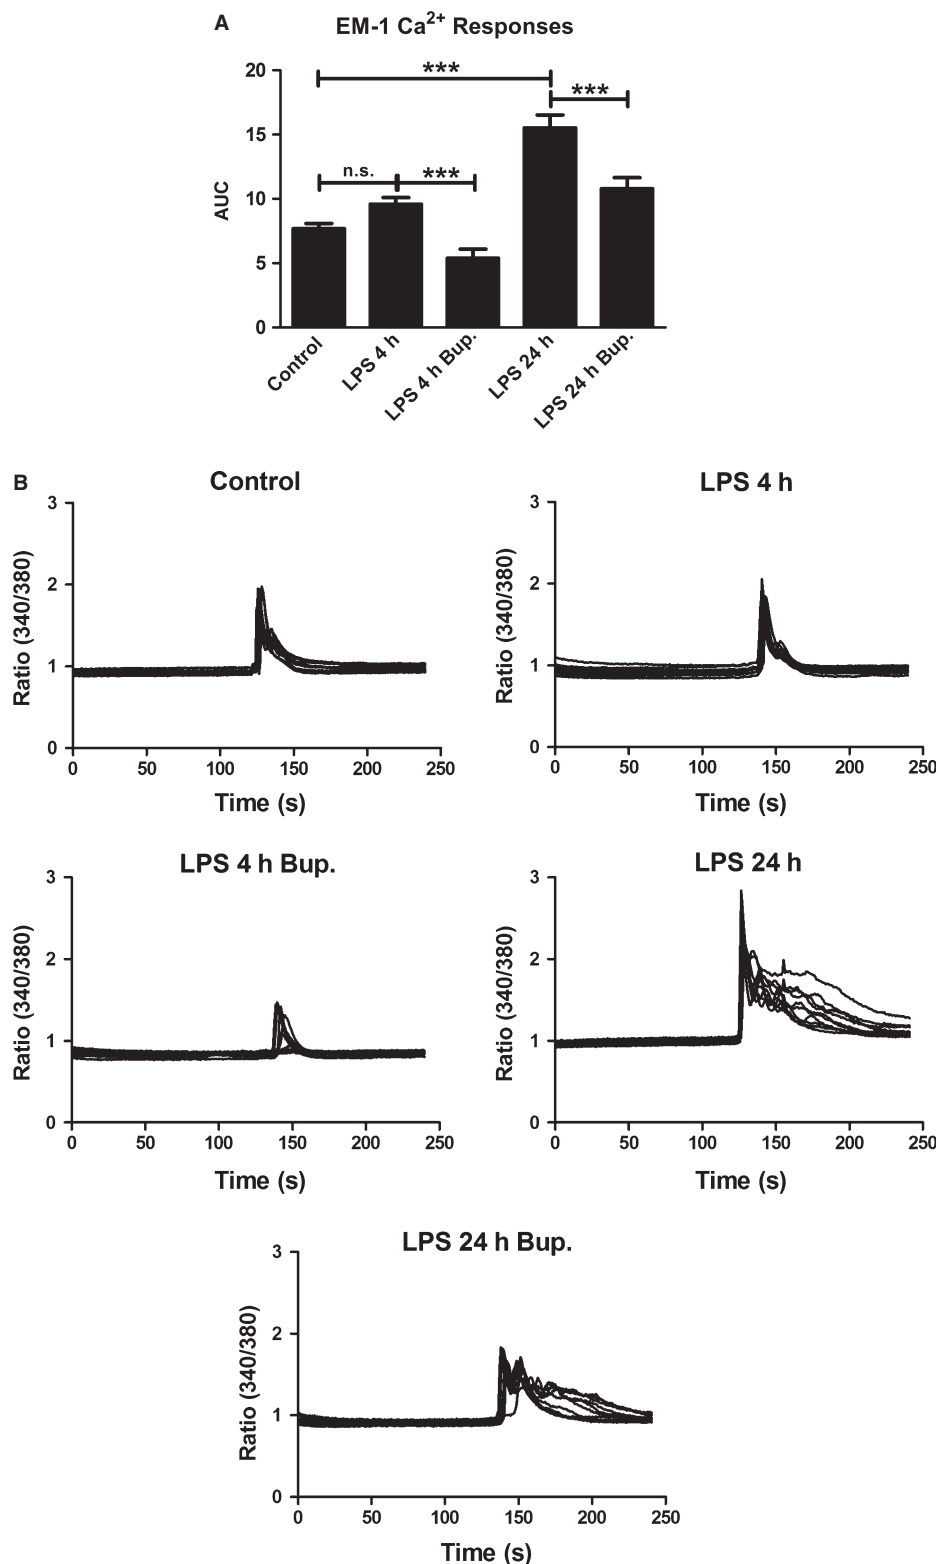 A
EM-1 Ca2+ Responses
20
15
10
5
0
AUC
***
***
n.s.
***
Control
LPS 4 h
LPS 4 h Bup.
LPS 24 h
LPS 24 h Bup.
B
Control
3
2
1
0
Ratio (340/380)
0 50 100 150 200 250
Time (s)
LPS 4 h
3
2
1
0
Ratio (340/380)
0 50 100 150 200 250
Time (s)
LPS 4 h Bup.
3
2
1
0
Ratio (340/380)
0 50 100 150 200 250
Time (s)
LPS 24 h
3
2
1
0
Ratio (340/380)
0 50 100 150 200 250
Time (s)
LPS 24 h Bup.
3
2
1
0
Ratio (340/380)
0 50 100 150 200 250
Time (s)